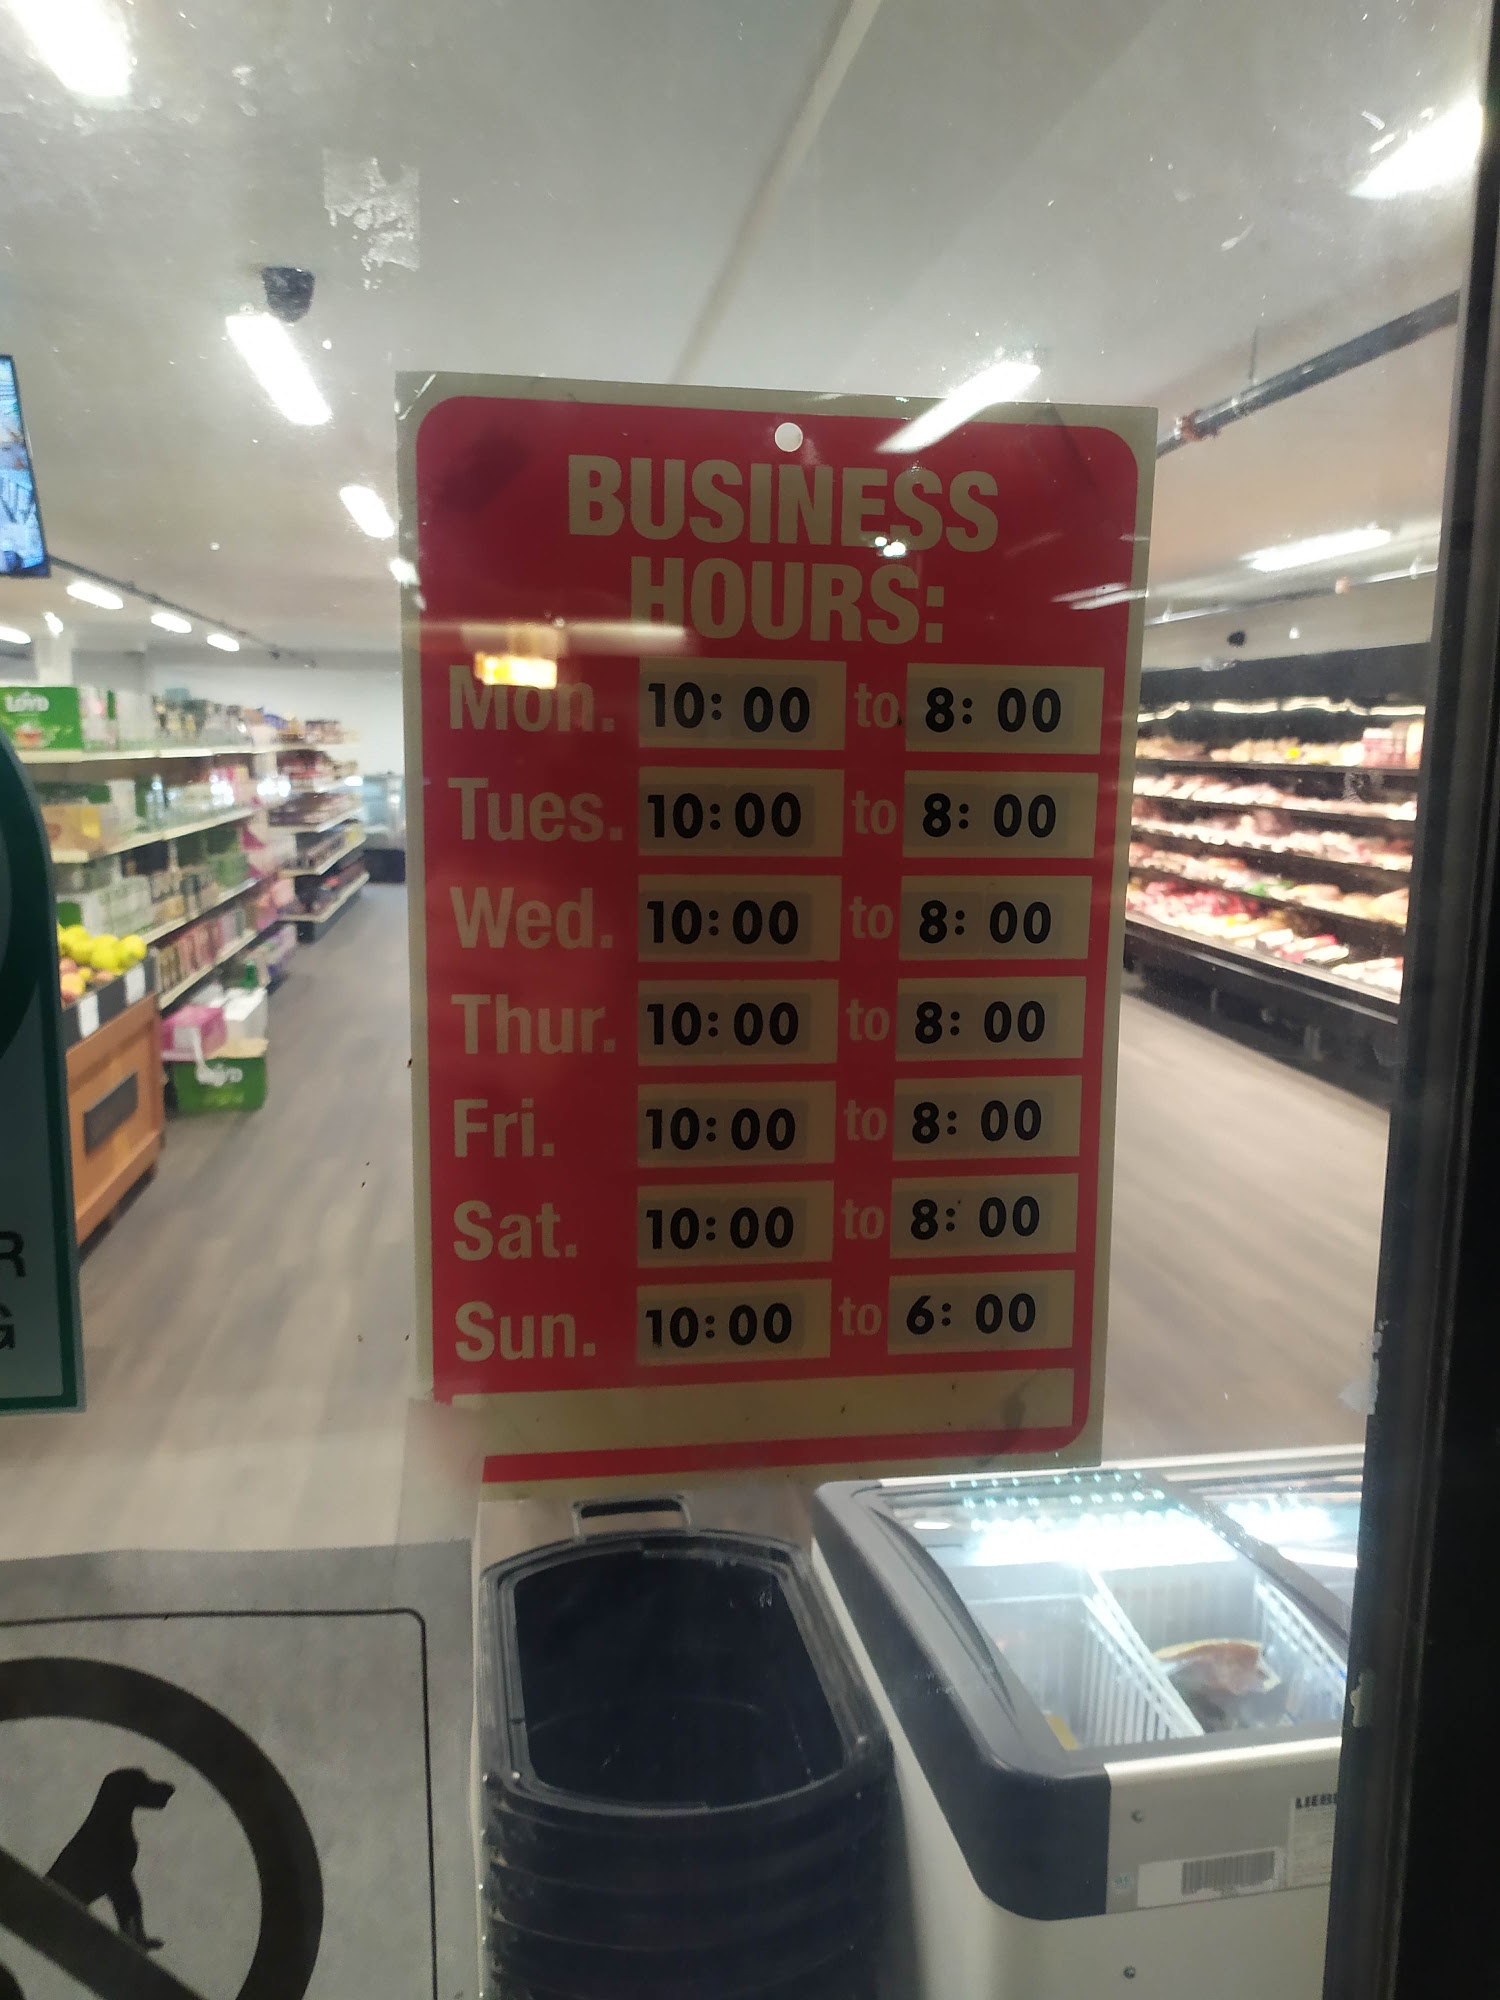 BUSINESS
HOURS:
Mon. 10:00 to 8:00
Tues. 10:00 to 8:00
Wed. 10:00 to 8:00
Thur. 10:00 to 8:00
Fri. 10:00 to 8:00
Sat. 10:00 to 8:00
Sun. 10:00 to 6:00
LOYD
R
G
LIEB